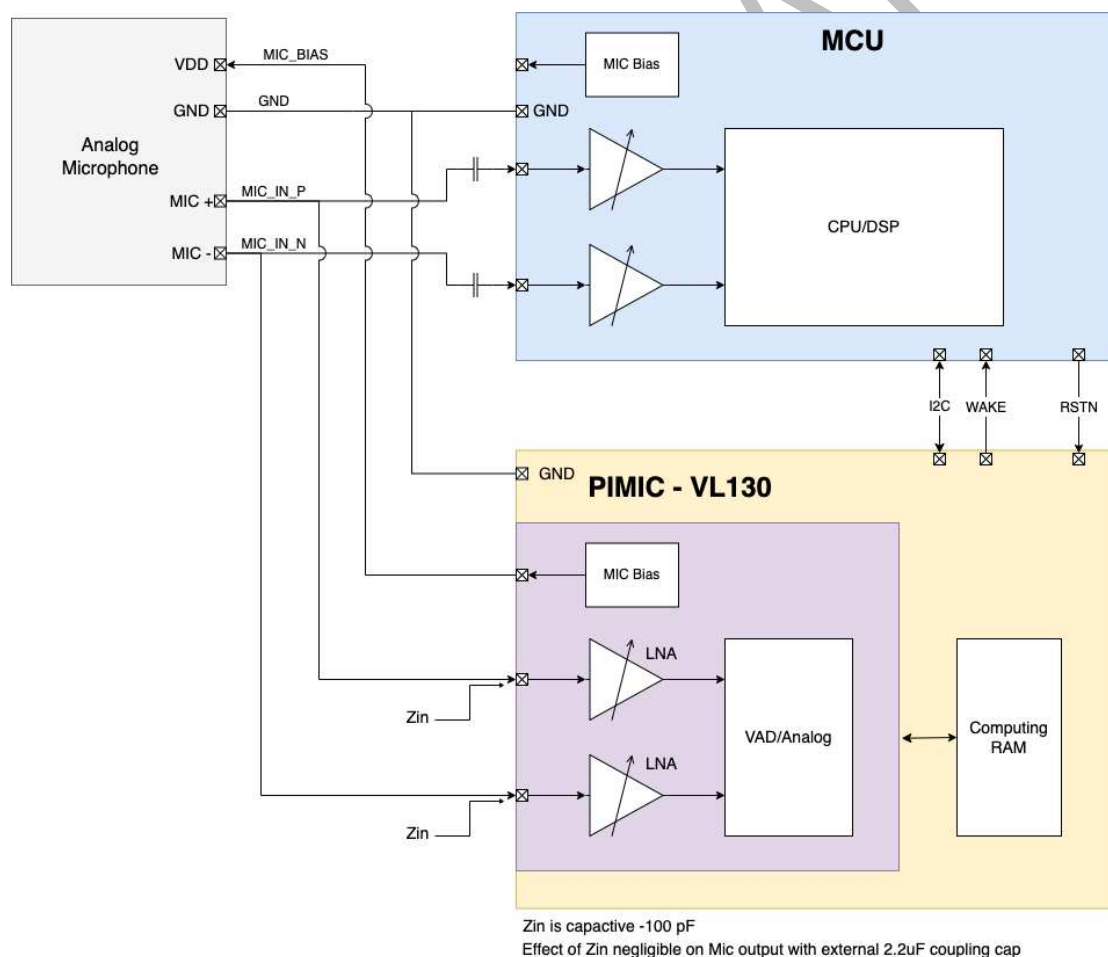 MCU
MIC_BIAS
VDD
MIC Bias
GND
GND
GND
Analog
Microphone
MIC_IN_P
MIC +
CPU/DSP
MIC_IN_N
MIC -
I2C
WAKE
RSTN
GND
PIMIC - VL130
MIC Bias
LNA
Zin
VAD/Analog
Computing
RAM
LNA
Zin
Zin is capactive -100 pF
Effect of Zin negligible on Mic output with external 2.2uF coupling cap